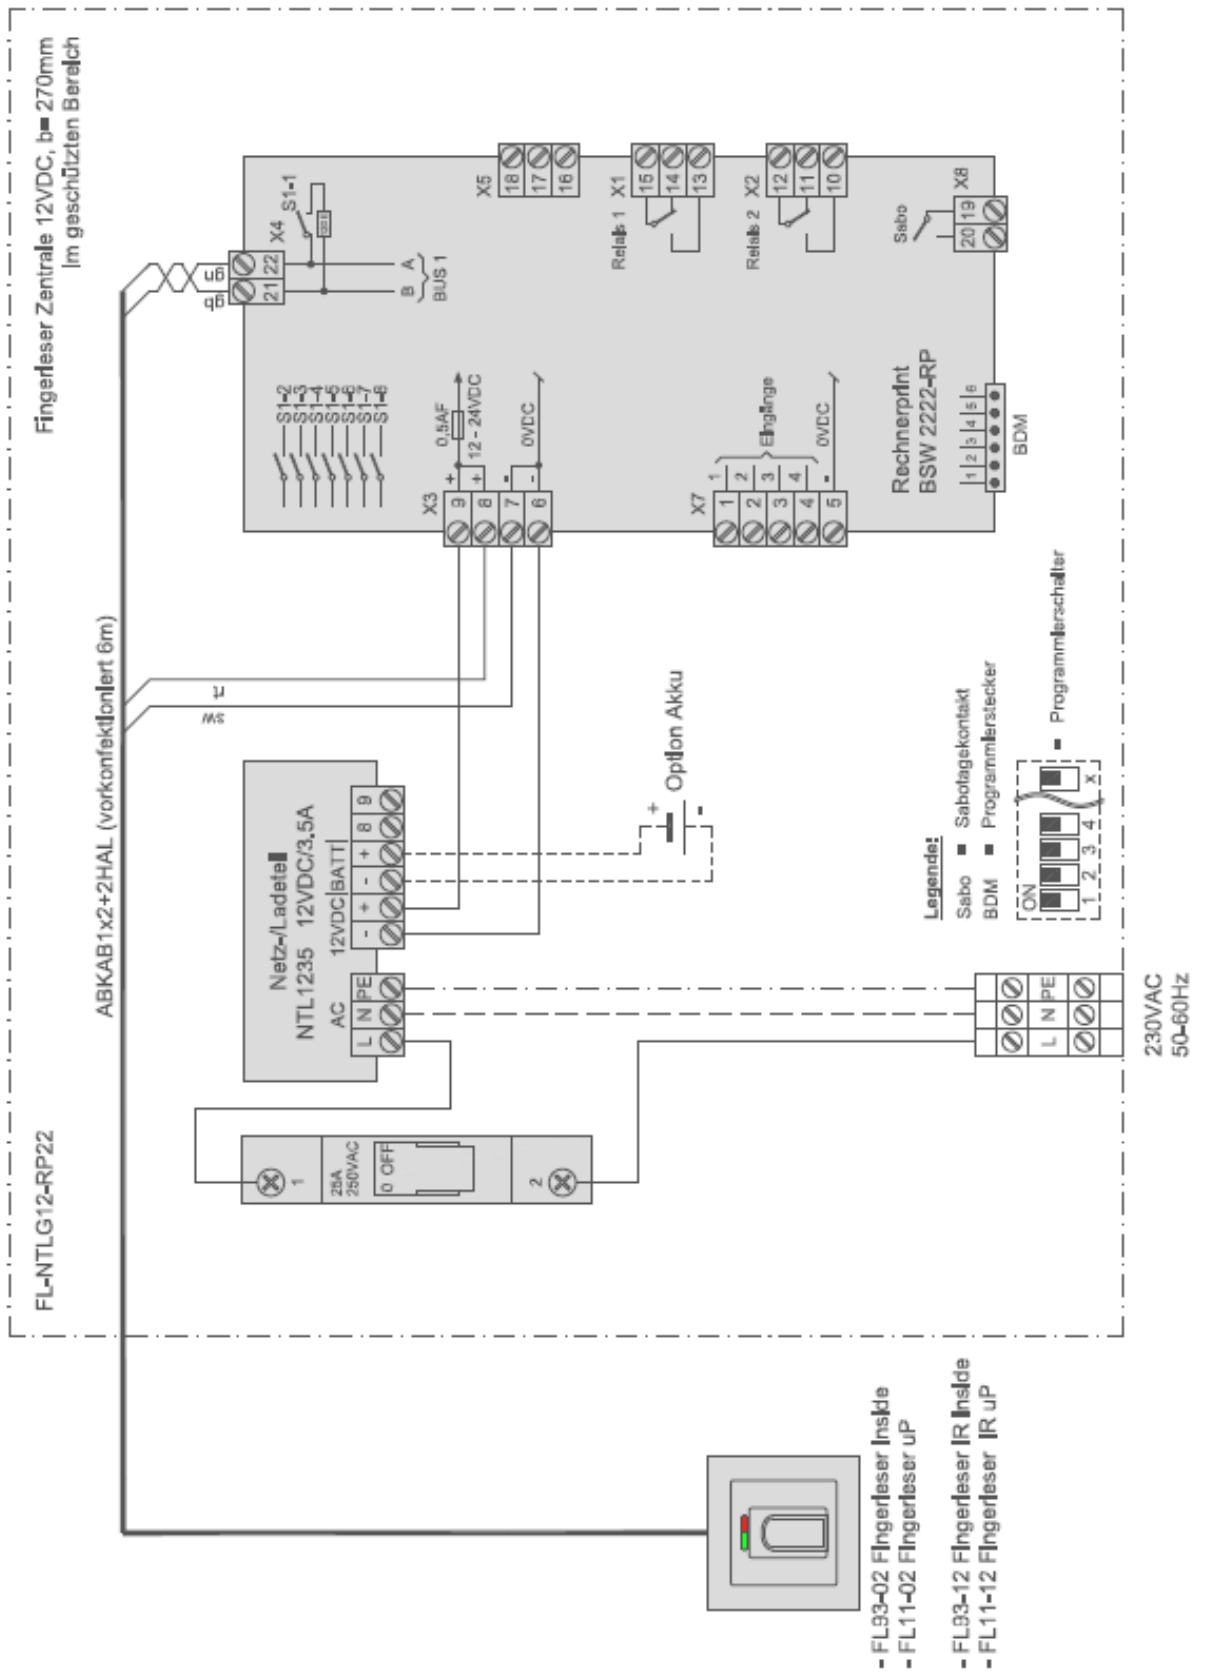 FL-NTLG12-RP22
Fingerleser Zentrale 12VDC, b= 270mm
Im geschützten Bereich
ABKAB1x2+2HAL (vorkonfektioniert 6m)
gb
gn
sw
rt
1
25A
250VAC
0 OFF
2
Netz-/Ladeteil
NTL1235 12VDC/3.5A
AC
12VDC
BATT
L
N
PE
-
+
-
+
8
9
+
-
Option Akku
X4
21
22
S1-1
B
A
BUS 1
S1-2
S1-3
S1-4
S1-5
S1-6
S1-7
S1-8
X3
9
8
7
6
+
+
-
-
0,5AF
12 - 24VDC
0VDC
X5
18
17
16
X1
15
14
13
Relais 1
X2
12
11
10
Relais 2
X7
1
2
3
4
5
1
2
3
4
-
Eingänge
0VDC
Rechnerprint
BSW 2222-RP
Sabo
X8
20
19
1 2 3 4 5 6
BDM
Legende:
Sabo = Sabotagekontakt
BDM = Programmierstecker
ON
1 2 3 4 x
= Programmierschalter
L
N
PE
230VAC
50-60Hz
- FL93-02 Fingerleser Inside
- FL11-02 Fingerleser uP
- FL93-12 Fingerleser IR Inside
- FL11-12 Fingerleser IR uP